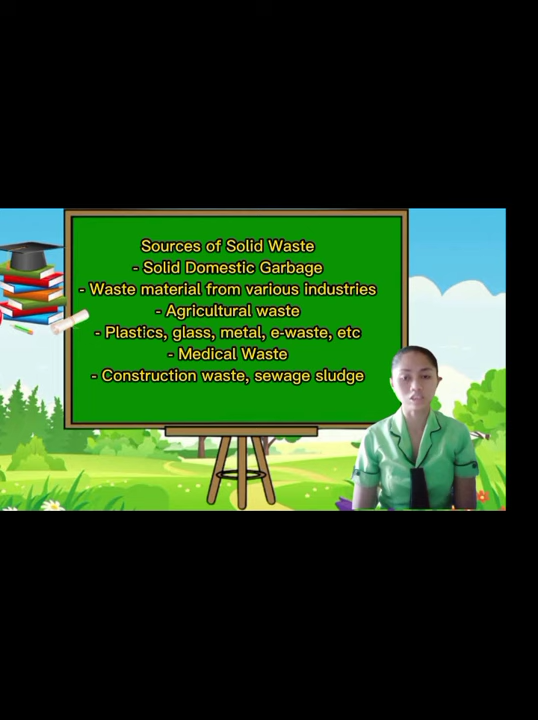 Sources of Solid Waste
- Solid Domestic Garbage
- Waste material from various industries
- Agricultural waste
- Plastics, glass, metal, e-waste, etc
- Medical Waste
- Construction waste, sewage sludge